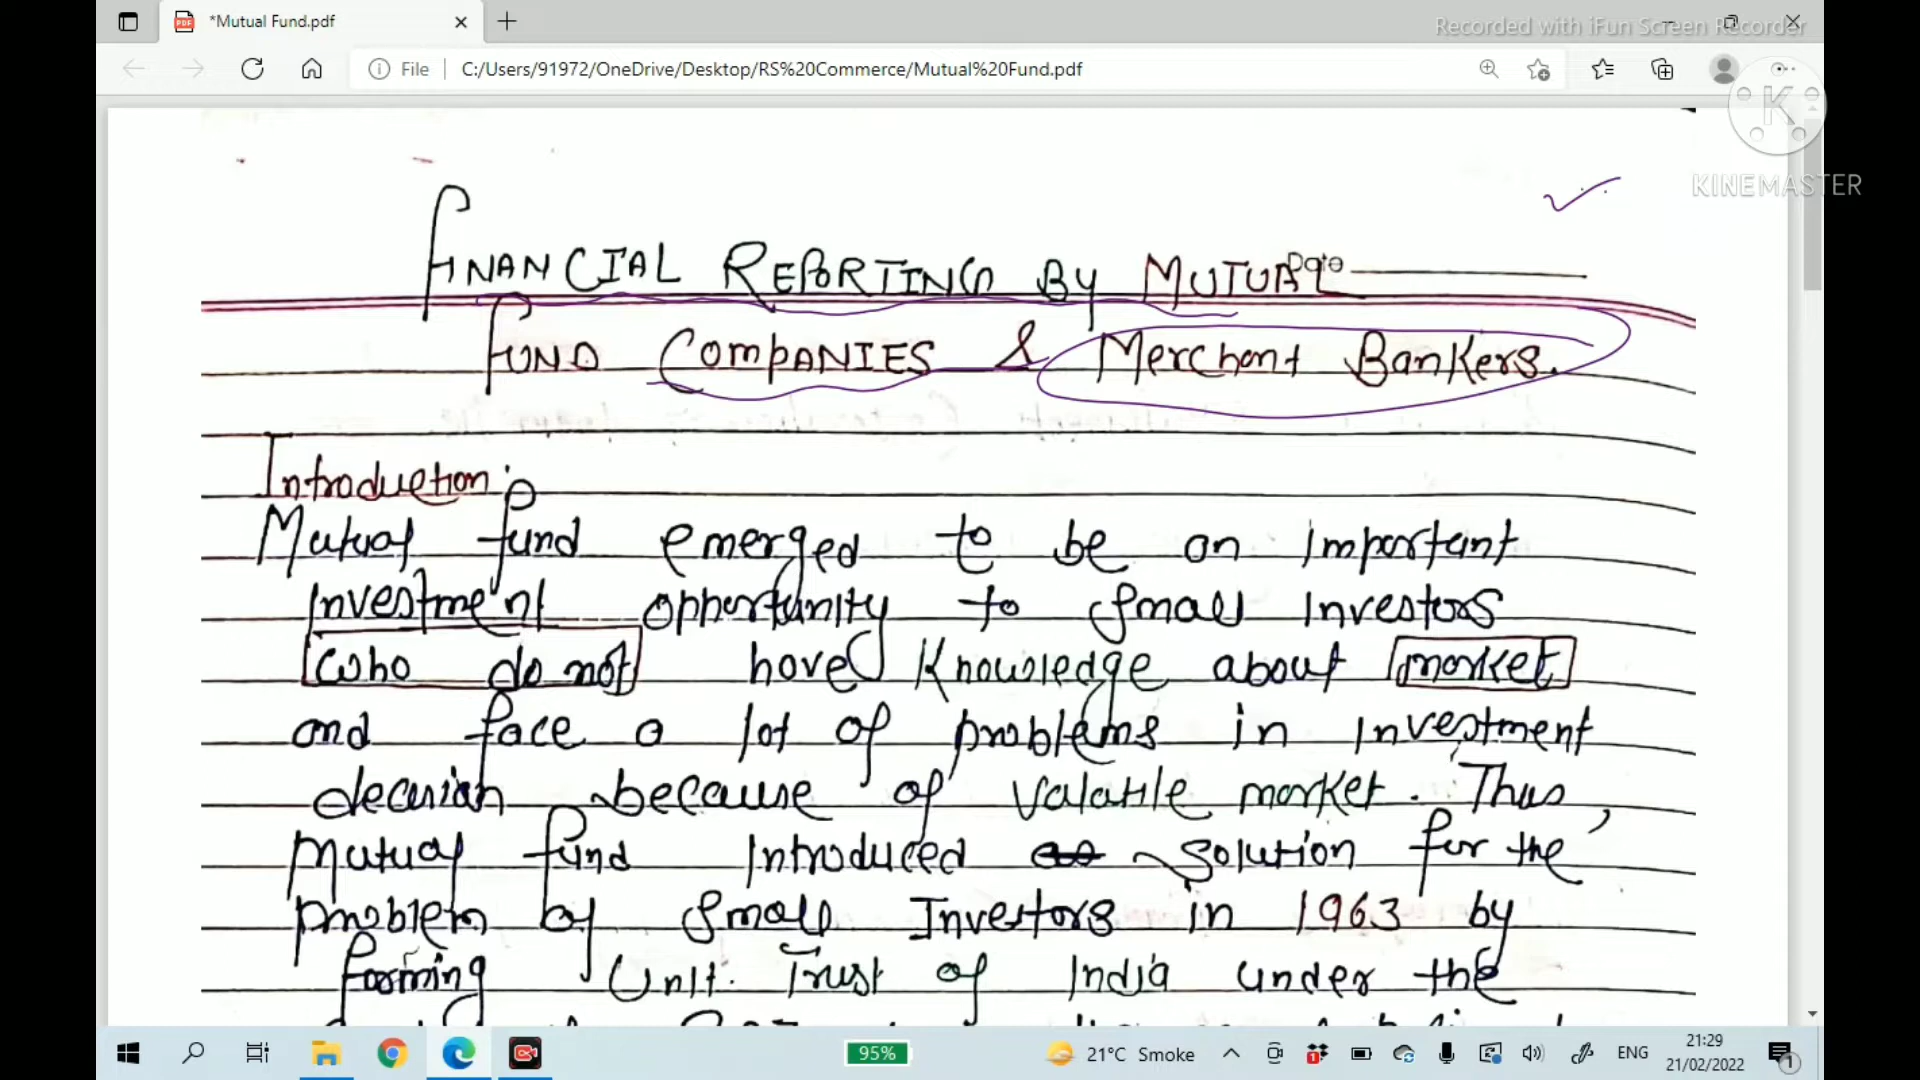 *Mutual Fund.pdf
Recorded with iFun Screen Recorder
File
C:/Users/91972/OneDrive/Desktop/RS%20Commerce/Mutual%20Fund.pdf
KINEMASTER
Date
FINANCIAL REPORTING BY MUTUAL
FUND COMPANIES & Merchant Bankers.
Introduction :
Mutual fund emerged to be an important
investment opportunity to small investors
who do not have knowledge about market
and face a lot of problems in investment
decusion because of valatile market. Thus,
Mutual fund introduced solution for the
problem of small Investors in 1963 by
forming Unit. Trust of India under the
95%
21°C Smoke
ENG
21:29
21/02/2022
1